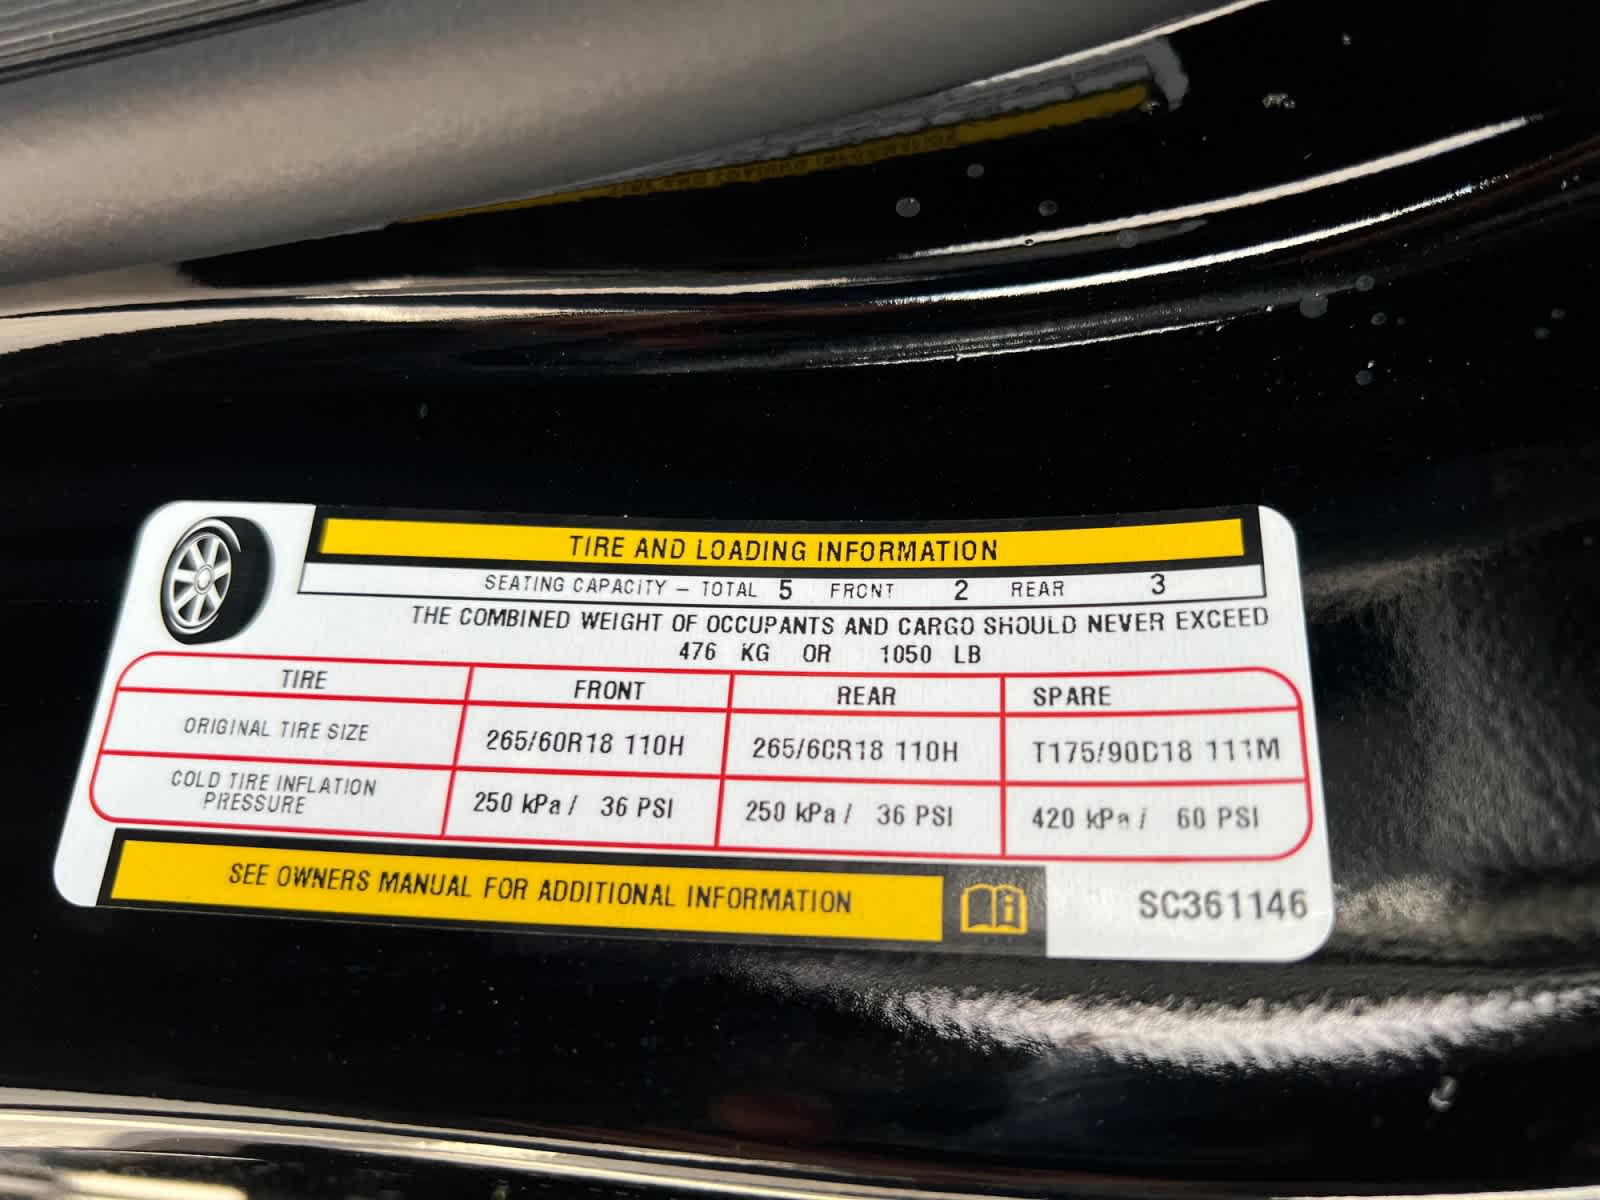 TIRE AND LOADING INFORMATION
SEATING CAPACITY – TOTAL 5 FRONT 2 REAR 3
THE COMBINED WEIGHT OF OCCUPANTS AND CARGO SHOULD NEVER EXCEED
476 KG OR 1050 LB
TIRE FRONT REAR SPARE
ORIGINAL TIRE SIZE 265/60R18 110H 265/60R18 110H T175/90D18 111M
COLD TIRE INFLATION
PRESSURE 250 kPa / 36 PSI 250 kPa / 36 PSI 420 kPa / 60 PSI
SEE OWNERS MANUAL FOR ADDITIONAL INFORMATION
SC361146